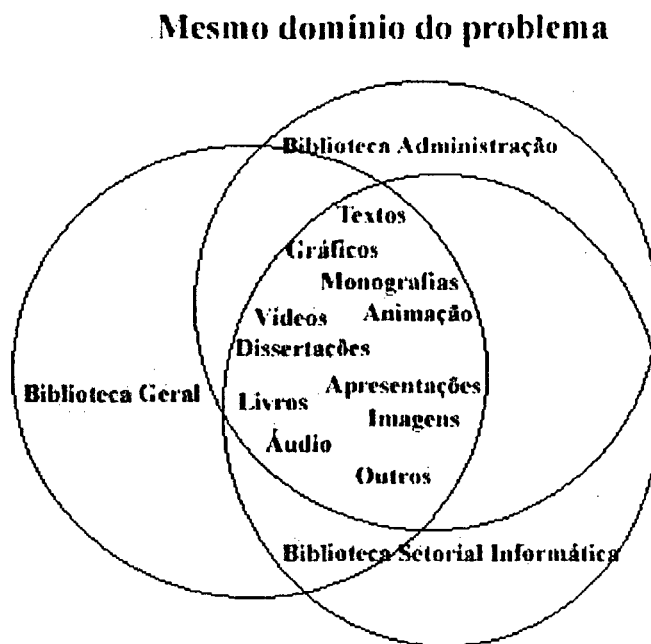 Mesmo domínio do problema
Biblioteca Administração
Textos
Gráficos
Monografias
Vídeos
Animação
Dissertações
Biblioteca Geral
Apresentações
Livros
Imagens
Áudio
Outros
Biblioteca Setorial Informática